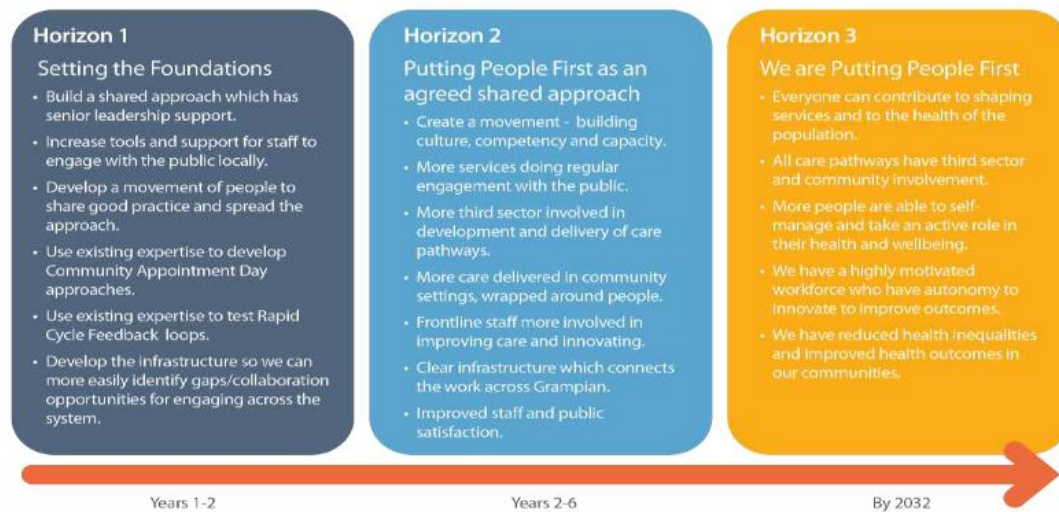 Horizon 1
Setting the Foundations
• Build a shared approach which has
senior leadership support.
• Increase tools and support for staff to
engage with the public locally.
• Develop a movement of people to
share good practice and spread the
approach.
• Use existing expertise to develop
Community Appointment Day
approaches.
• Use existing expertise to test Rapid
Cycle Feedback loops.
• Develop the infrastructure so we can
more easily identify gaps/collaboration
opportunities for engaging across the
system.
Horizon 2
Putting People First as an
agreed shared approach
• Create a movement - building
culture, competency and capacity.
• More services doing regular
engagement with the public.
• More third sector involved in
development and delivery of care
pathways.
• More care delivered in community
settings, wrapped around people.
• Frontline staff more involved in
improving care and innovating.
• Clear infrastructure which connects
the work across Grampian.
• Improved staff and public
satisfaction.
Horizon 3
We are Putting People First
• Everyone can contribute to shaping
services and to the health of the
population.
• All care pathways have third sector
and community involvement.
• More people are able to self-
manage and take an active role in
their health and wellbeing.
• We have a highly motivated
workforce who have autonomy to
innovate to improve outcomes.
• We have reduced health inequalities
and improved health outcomes in
our communities.
Years 1-2
Years 2-6
By 2032